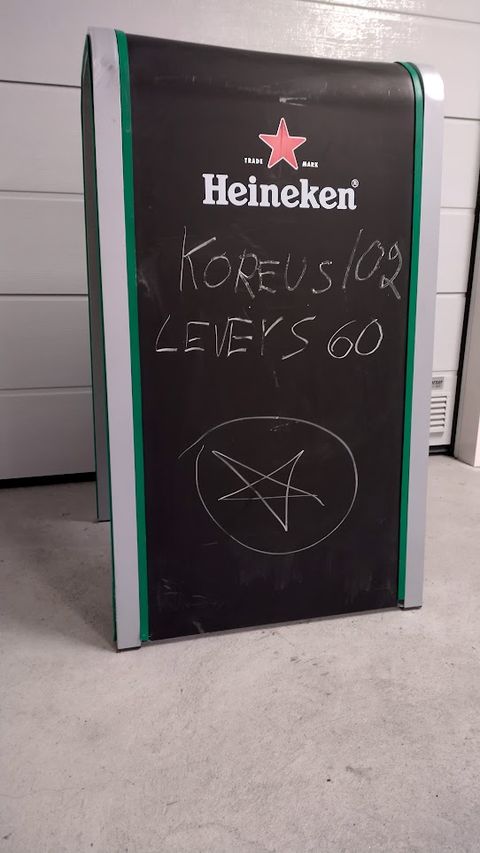 TRADE MARK
Heineken®
KOREUS 102
LEVEYS 60